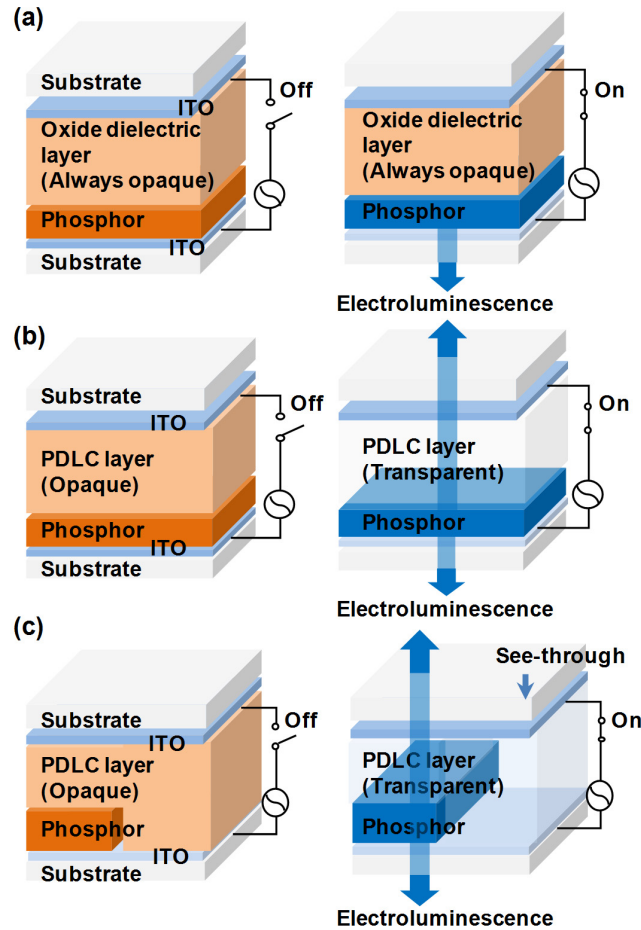 (a)
Substrate
ITO
Off
Oxide dielectric
layer
(Always opaque)
Phosphor
ITO
Substrate
On
Oxide dielectric
layer
(Always opaque)
Phosphor
Electroluminescence
(b)
Substrate
ITO
Off
PDLC layer
(Opaque)
Phosphor
ITO
Substrate
On
PDLC layer
(Transparent)
Phosphor
Electroluminescence
(c)
Substrate
ITO
Off
PDLC layer
(Opaque)
Phosphor
ITO
Substrate
See-through
On
PDLC layer
(Transparent)
Phosphor
Electroluminescence